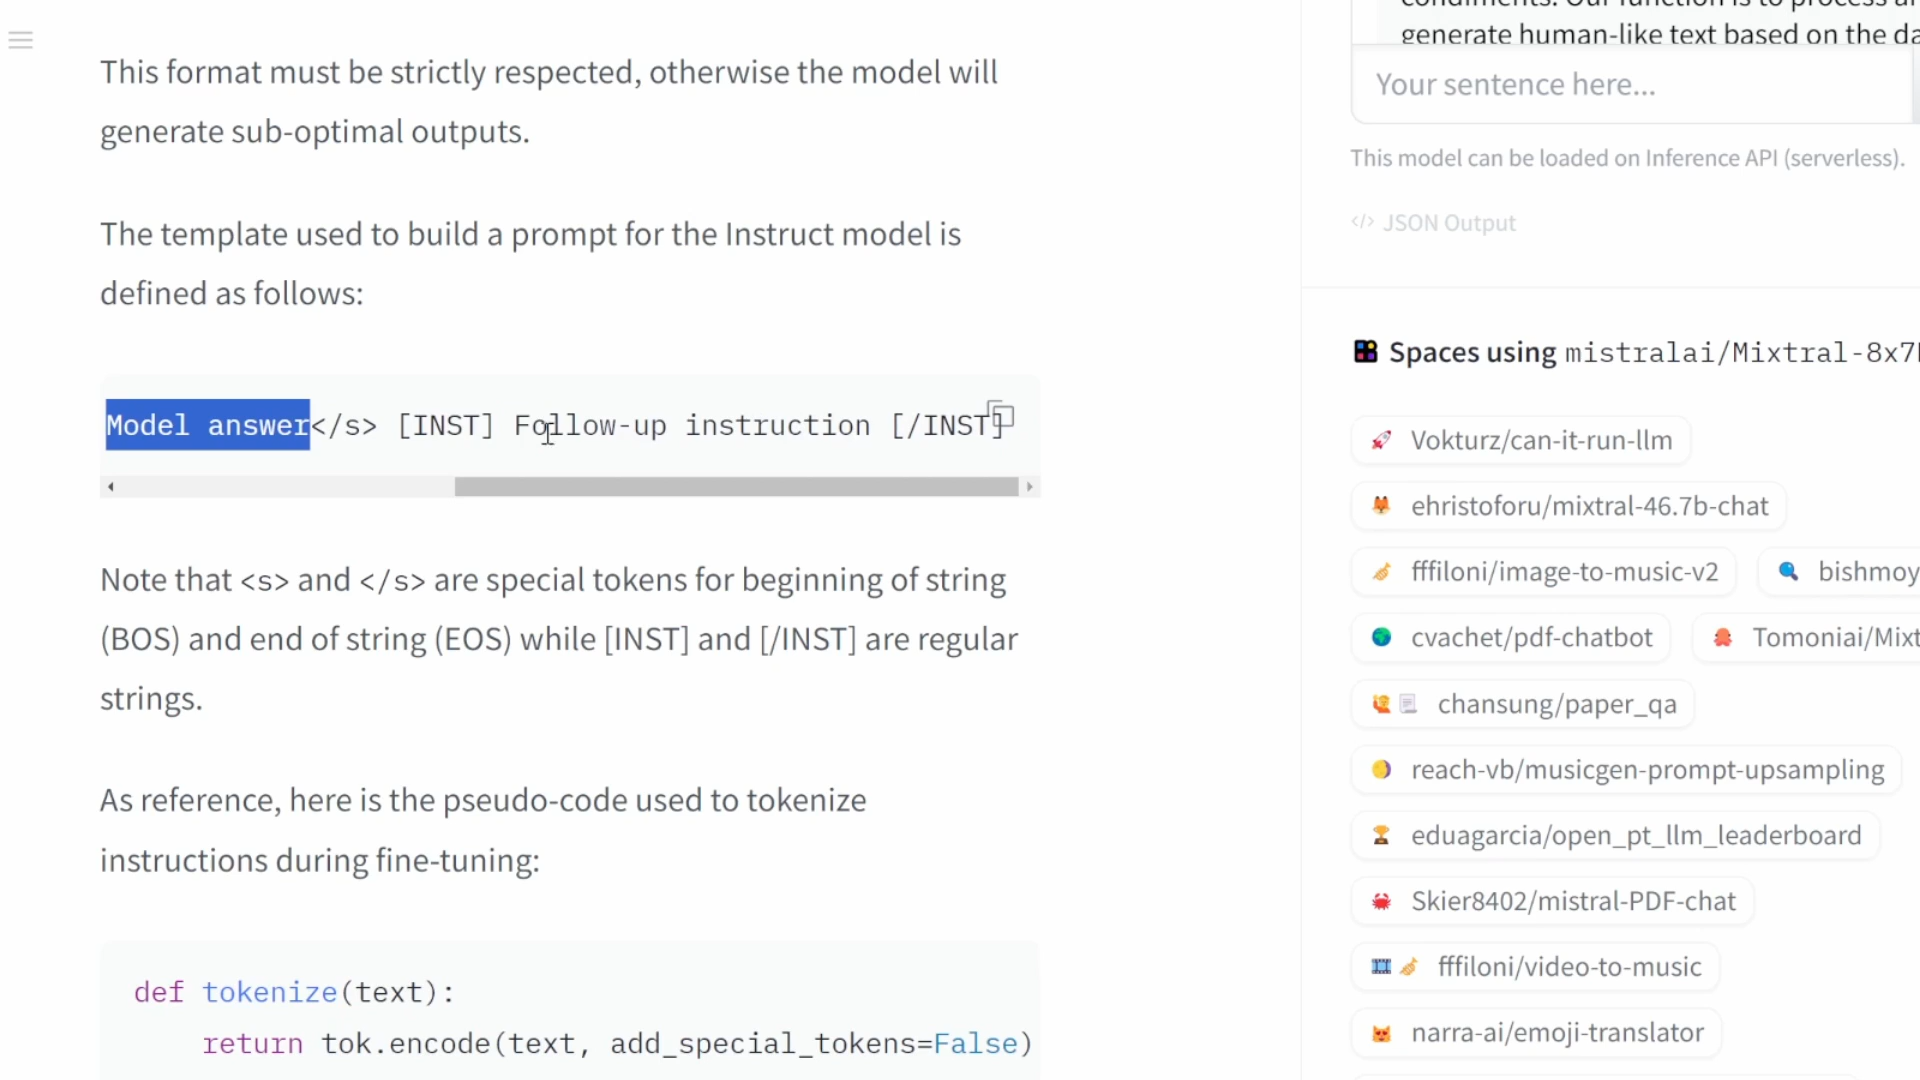 This format must be strictly respected, otherwise the model will
generate sub-optimal outputs.
The template used to build a prompt for the Instruct model is
defined as follows:
Model answer</s> [INST] Follow-up instruction [/INST]
Note that <s> and </s> are special tokens for beginning of string
(BOS) and end of string (EOS) while [INST] and [/INST] are regular
strings.
As reference, here is the pseudo-code used to tokenize
instructions during fine-tuning:
def tokenize(text):
return tok.encode(text, add_special_tokens=False)
generate human-like text based on the da
Your sentence here...
This model can be loaded on Inference API (serverless).
</> JSON Output
Spaces using mistralai/Mixtral-8x7
Vokturz/can-it-run-llm
ehristoforu/mixtral-46.7b-chat
fffiloni/image-to-music-v2
bishmoy
cvachet/pdf-chatbot
Tomoniai/Mixt
chansung/paper_qa
reach-vb/musicgen-prompt-upsampling
eduagarcia/open_pt_llm_leaderboard
Skier8402/mistral-PDF-chat
fffiloni/video-to-music
narra-ai/emoji-translator